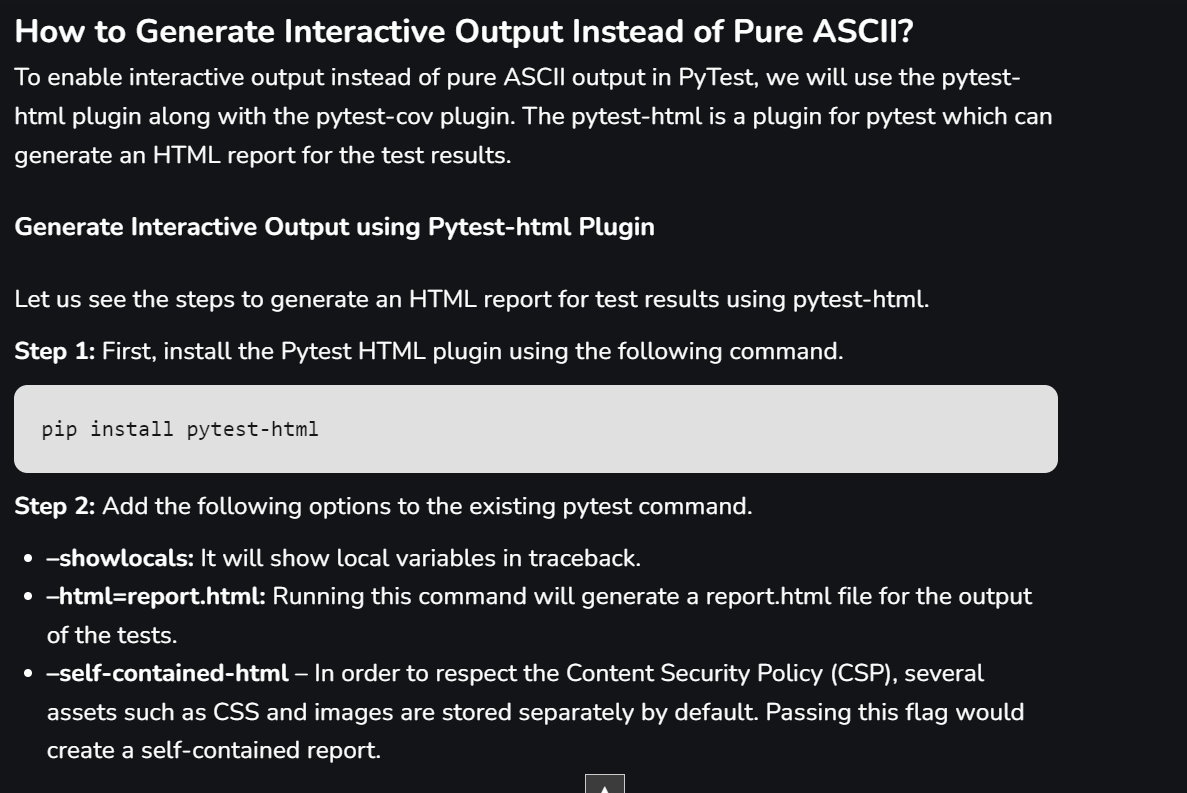 How to Generate Interactive Output Instead of Pure ASCII?
To enable interactive output instead of pure ASCII output in PyTest, we will use the pytest-
html plugin along with the pytest-cov plugin. The pytest-html is a plugin for pytest which can
generate an HTML report for the test results.
Generate Interactive Output using Pytest-html Plugin
Let us see the steps to generate an HTML report for test results using pytest-html.
Step 1: First, install the Pytest HTML plugin using the following command.
pip install pytest-html
Step 2: Add the following options to the existing pytest command.
• –showlocals: It will show local variables in traceback.
• –html=report.html: Running this command will generate a report.html file for the output
of the tests.
• –self-contained-html – In order to respect the Content Security Policy (CSP), several
assets such as CSS and images are stored separately by default. Passing this flag would
create a self-contained report.